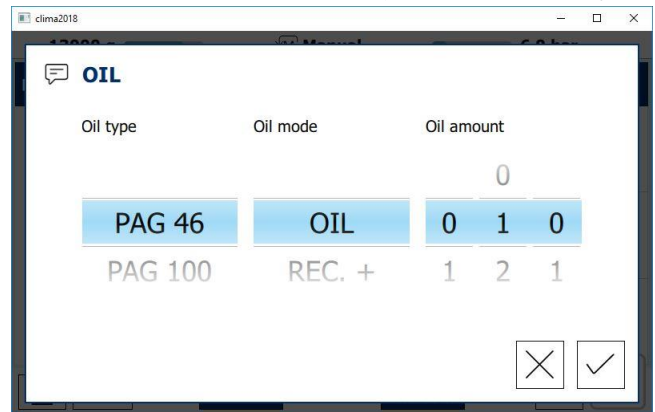 clima2018
OIL
Oil type Oil mode Oil amount
0
PAG 46 OIL 0 1 0
PAG 100 REC. + 1 2 1